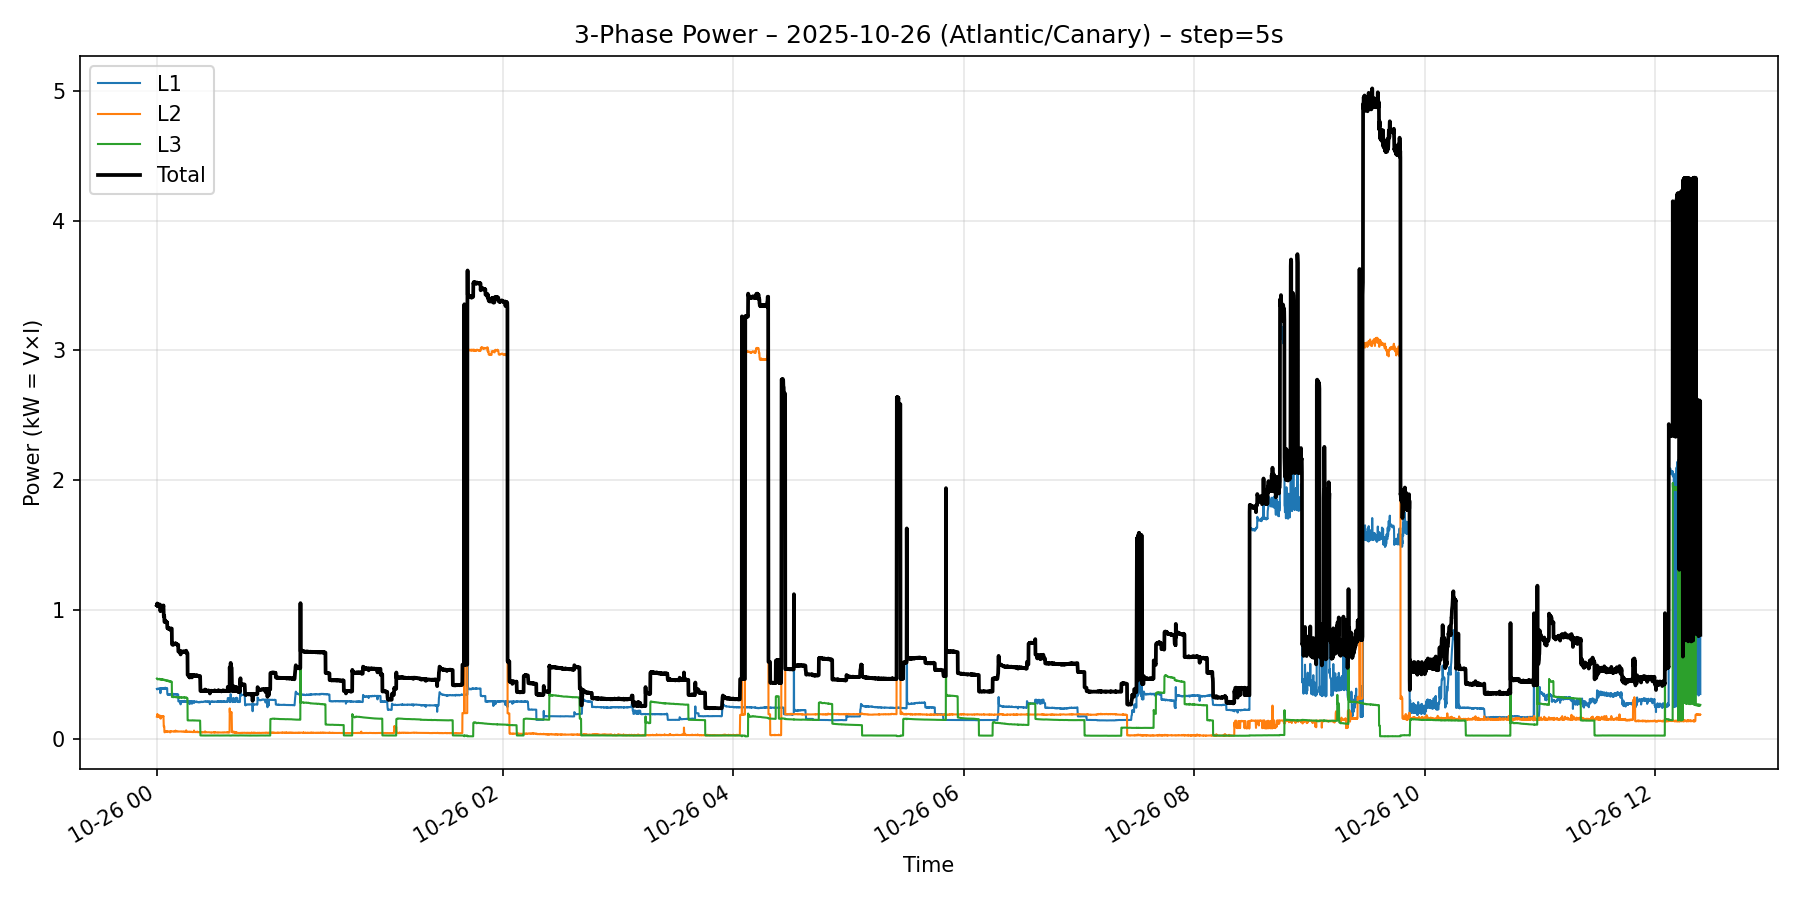 3-Phase Power – 2025-10-26 (Atlantic/Canary) – step=5s
L1
L2
L3
Total
Power (kW = V×I)
5
4
3
2
1
0
10-26 00
10-26 02
10-26 04
10-26 06
10-26 08
10-26 10
10-26 12
Time